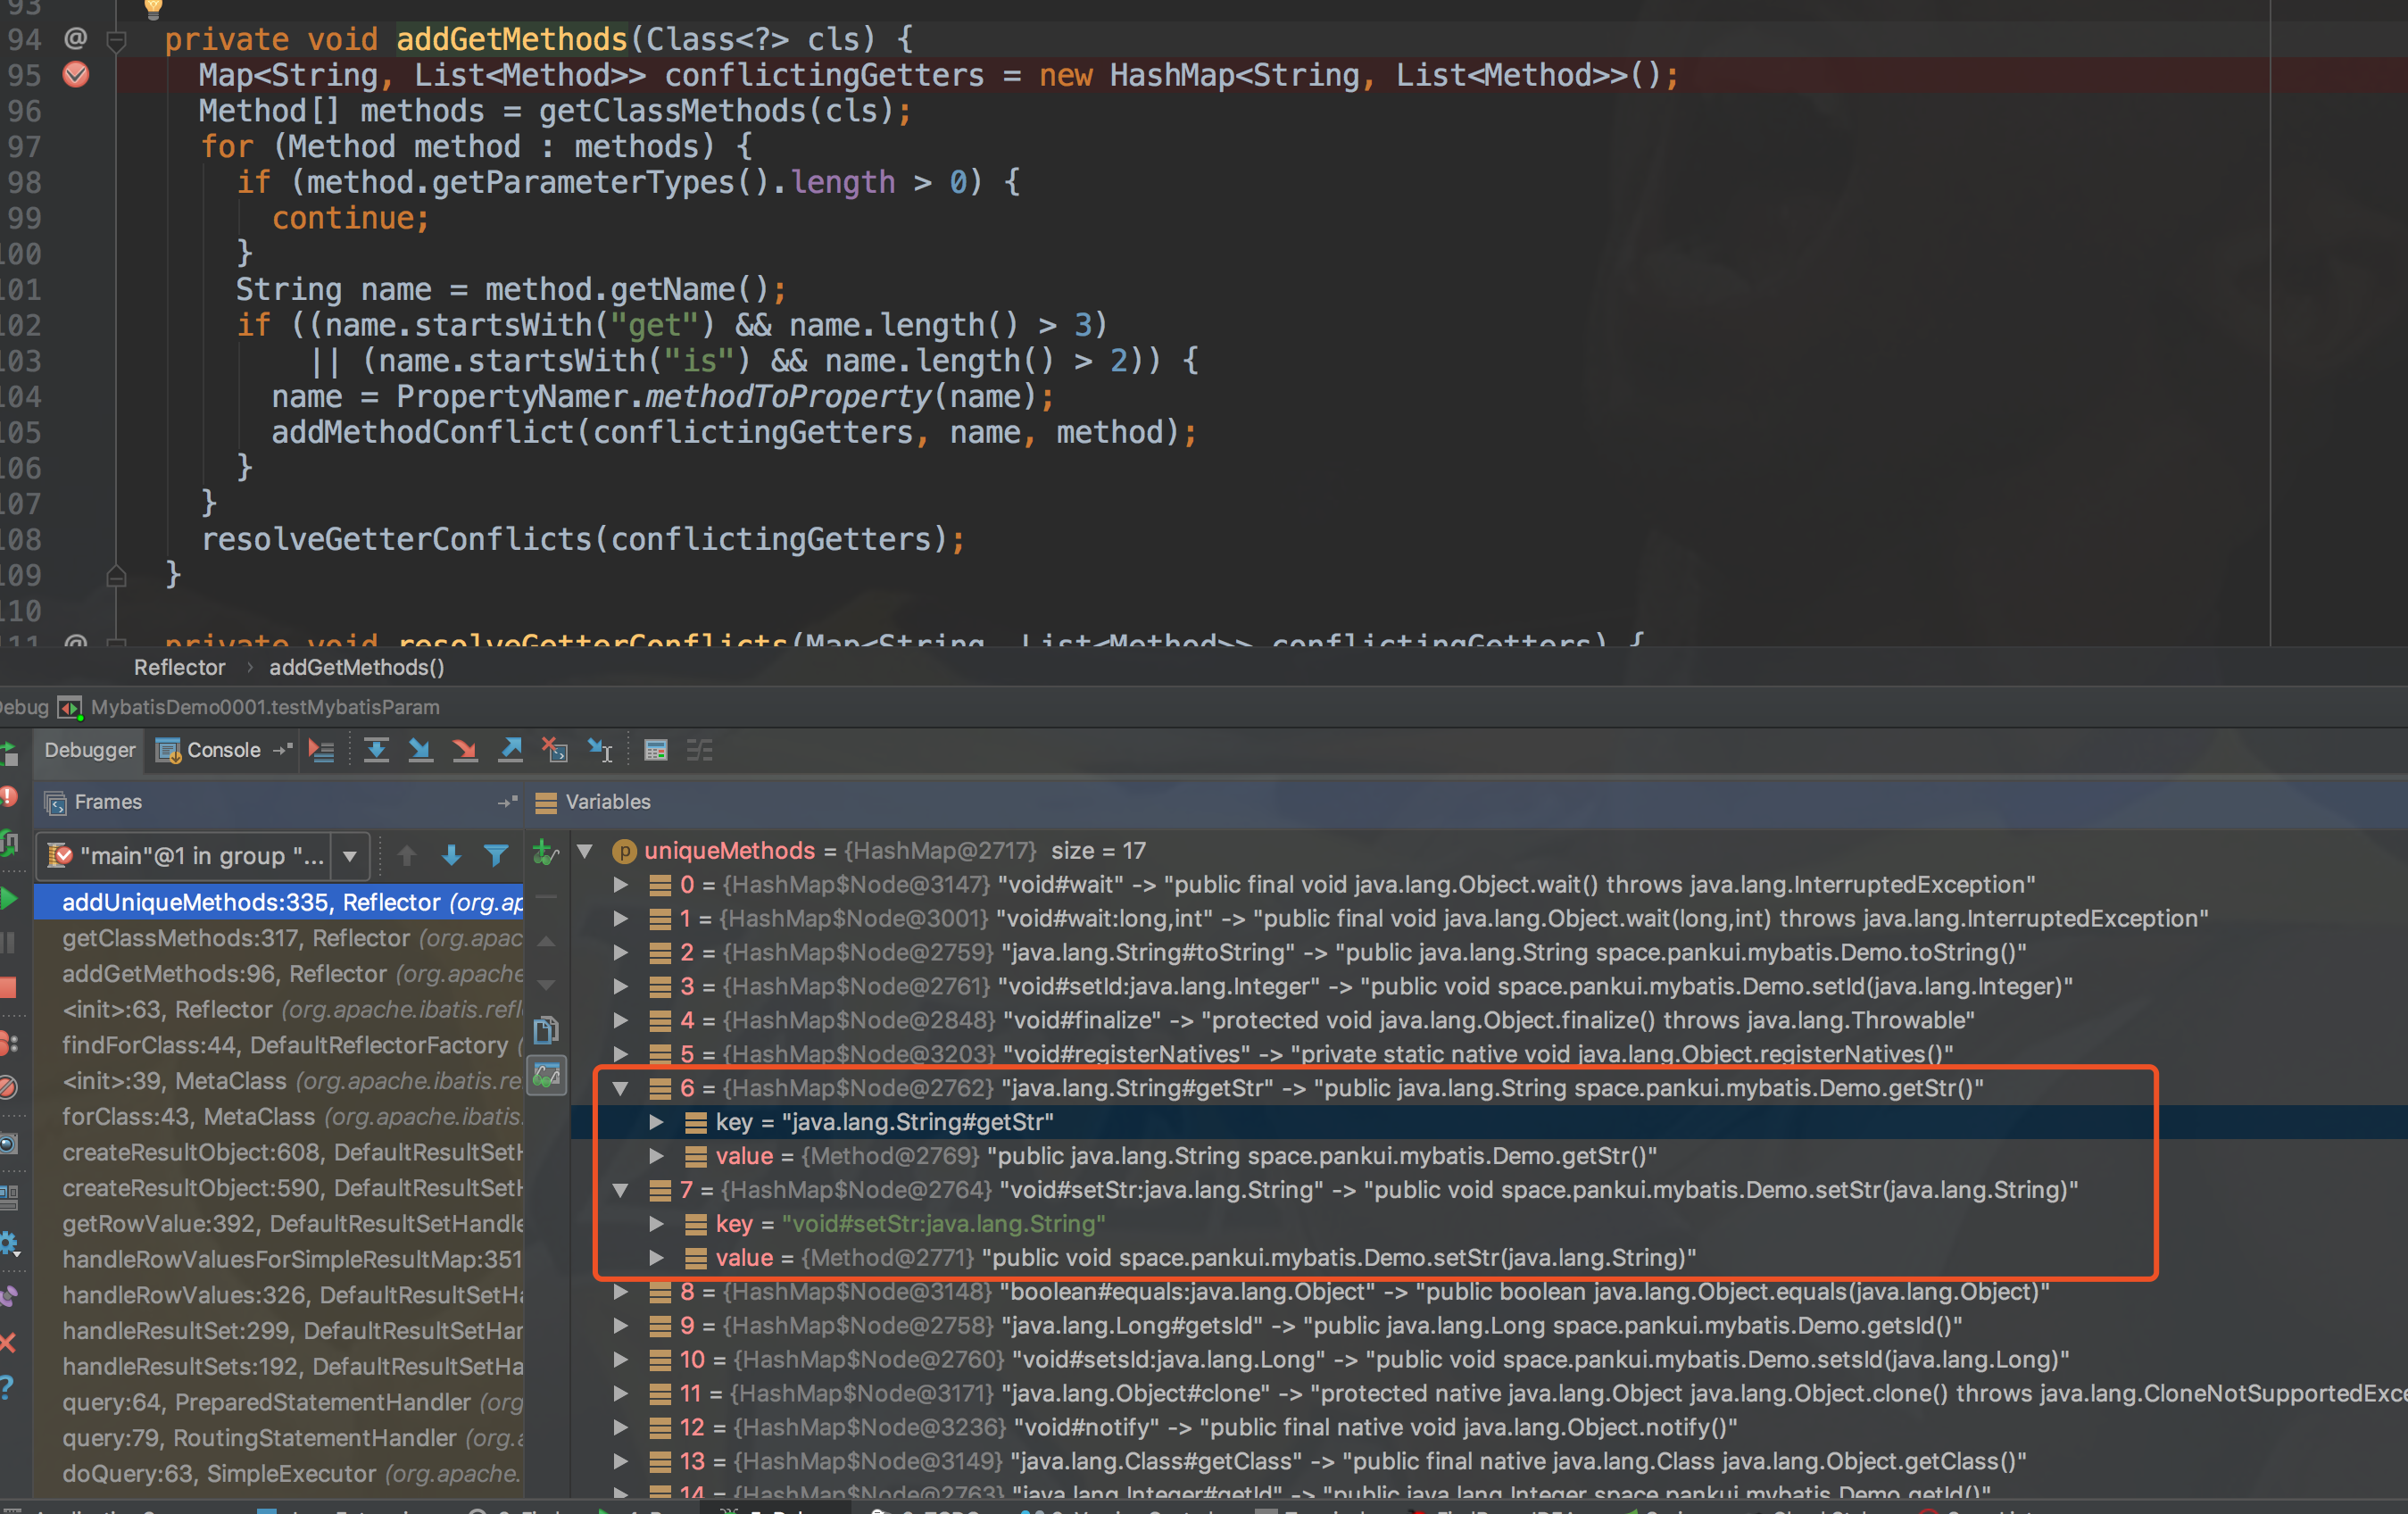 93
94 @ private void addGetMethods(Class<?> cls) {
95 Map<String, List<Method>> conflictingGetters = new HashMap<String, List<Method>>();
96 Method[] methods = getClassMethods(cls);
97 for (Method method : methods) {
98 if (method.getParameterTypes().length > 0) {
99 continue;
100 }
101 String name = method.getName();
102 if ((name.startsWith("get") && name.length() > 3)
103 || (name.startsWith("is") && name.length() > 2)) {
104 name = PropertyNamer.methodToProperty(name);
105 addMethodConflict(conflictingGetters, name, method);
106 }
107 }
108 resolveGetterConflicts(conflictingGetters);
109 }
110
111 @ private void resolveGetterConflicts(Map<String, List<Method>> conflictingGetters) {
Reflector › addGetMethods()
Debug MybatisDemo0001.testMybatisParam
Debugger Console
Frames
Variables
"main"@1 in group "...
addUniqueMethods:335, Reflector (org.ap
getClassMethods:317, Reflector (org.apac
addGetMethods:96, Reflector (org.apache
<init>:63, Reflector (org.apache.ibatis.refl
findForClass:44, DefaultReflectorFactory (
<init>:39, MetaClass (org.apache.ibatis.re
forClass:43, MetaClass (org.apache.ibatis.
createResultObject:608, DefaultResultSetH
createResultObject:590, DefaultResultSetH
getRowValue:392, DefaultResultSetHandle
handleRowValuesForSimpleResultMap:351
handleRowValues:326, DefaultResultSetHa
handleResultSet:299, DefaultResultSetHar
handleResultSets:192, DefaultResultSetHa
query:64, PreparedStatementHandler (org
query:79, RoutingStatementHandler (org.a
doQuery:63, SimpleExecutor (org.apache.
uniqueMethods = {HashMap@2717} size = 17
0 = {HashMap$Node@3147} "void#wait" -> "public final void java.lang.Object.wait() throws java.lang.InterruptedException"
1 = {HashMap$Node@3001} "void#wait:long,int" -> "public final void java.lang.Object.wait(long,int) throws java.lang.InterruptedException"
2 = {HashMap$Node@2759} "java.lang.String#toString" -> "public java.lang.String space.pankui.mybatis.Demo.toString()"
3 = {HashMap$Node@2761} "void#setId:java.lang.Integer" -> "public void space.pankui.mybatis.Demo.setId(java.lang.Integer)"
4 = {HashMap$Node@2848} "void#finalize" -> "protected void java.lang.Object.finalize() throws java.lang.Throwable"
5 = {HashMap$Node@3203} "void#registerNatives" -> "private static native void java.lang.Object.registerNatives()"
6 = {HashMap$Node@2762} "java.lang.String#getStr" -> "public java.lang.String space.pankui.mybatis.Demo.getStr()"
key = "java.lang.String#getStr"
value = {Method@2769} "public java.lang.String space.pankui.mybatis.Demo.getStr()"
7 = {HashMap$Node@2764} "void#setStr:java.lang.String" -> "public void space.pankui.mybatis.Demo.setStr(java.lang.String)"
key = "void#setStr:java.lang.String"
value = {Method@2771} "public void space.pankui.mybatis.Demo.setStr(java.lang.String)"
8 = {HashMap$Node@3148} "boolean#equals:java.lang.Object" -> "public boolean java.lang.Object.equals(java.lang.Object)"
9 = {HashMap$Node@2758} "java.lang.Long#getsId" -> "public java.lang.Long space.pankui.mybatis.Demo.getsId()"
10 = {HashMap$Node@2760} "void#setsId:java.lang.Long" -> "public void space.pankui.mybatis.Demo.setsId(java.lang.Long)"
11 = {HashMap$Node@3171} "java.lang.Object#clone" -> "protected native java.lang.Object java.lang.Object.clone() throws java.lang.CloneNotSupportedExce
12 = {HashMap$Node@3236} "void#notify" -> "public final native void java.lang.Object.notify()"
13 = {HashMap$Node@3149} "java.lang.Class#getClass" -> "public final native java.lang.Class java.lang.Object.getClass()"
14 = {HashMap$Node@2763} "java.lang.Integer#getId" -> "public java.lang.Integer space.pankui.mybatis.Demo.getId()"